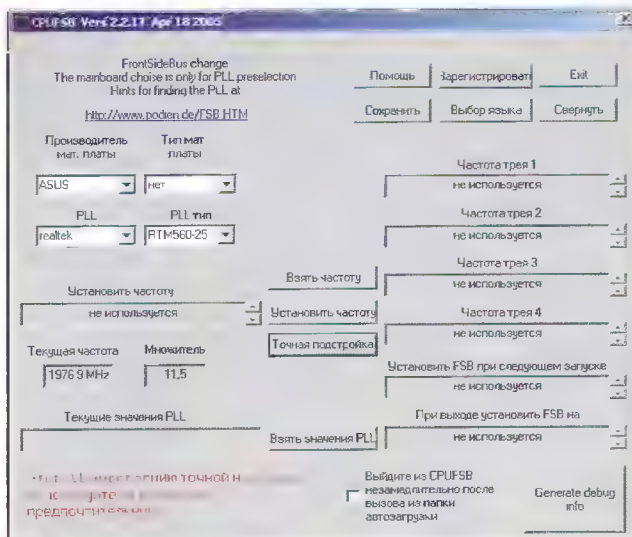 CPUFSB Vers 2.2.17 Apr 18 2005
FrontSideBus change
The mainboard choice is only for PLL preselection
Hints for finding the PLL at
http://www.podien.de/FSB.HTM
Помощь
Зарегистрироват
Exit
Сохранить
Выбор языка
Свернуть
Производитель
мат. платы
Тип мат
платы
ASUS
нет
PLL
PLL тип
realtek
RTM560-25
Установить частоту
не используется
Текущая частота
Множитель
1976.9 MHz
11,5
Текущие значения PLL
Взять частоту
Установить частоту
Точная подстройка
Взять значения PLL
Частота трея 1
не используется
Частота трея 2
не используется
Частота трея 3
не используется
Частота трея 4
не используется
Установить FSB при следующем запуске
не используется
При выходе установить FSB на
не используется
точной н
Выйдите из CPUFSB
незамедлительно после
вызова из папки
автозагрузки
Generate debug
info